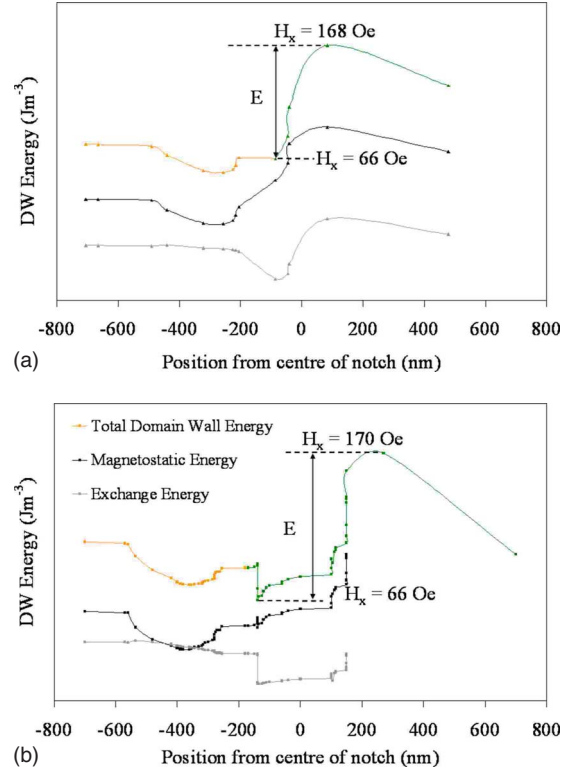 (a)
DW Energy (Jm-3)
Hx = 168 Oe
E
Hx = 66 Oe
-800 -600 -400 -200 0 200 400 600 800
Position from centre of notch (nm)
(b)
DW Energy (Jm-3)
Total Domain Wall Energy
Magnetostatic Energy
Exchange Energy
Hx = 170 Oe
E
Hx = 66 Oe
-800 -600 -400 -200 0 200 400 600 800
Position from centre of notch (nm)